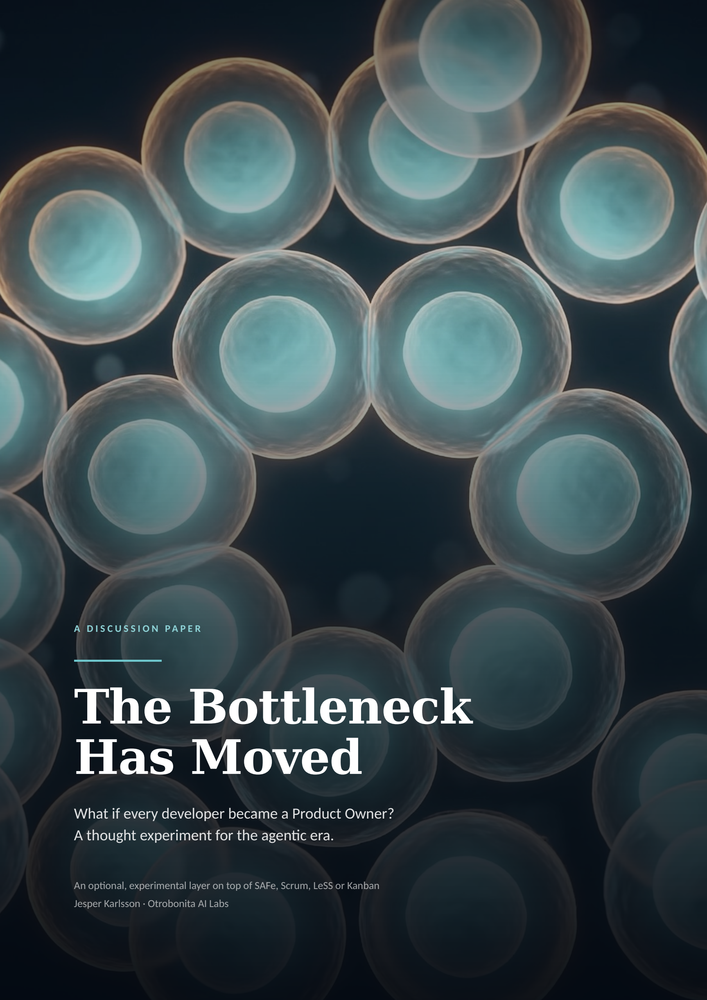 A DISCUSSION PAPER
The Bottleneck
Has Moved
What if every developer became a Product Owner?
A thought experiment for the agentic era.
An optional, experimental layer on top of SAFe, Scrum, LeSS or Kanban
Jesper Karlsson · Otrobonita AI Labs